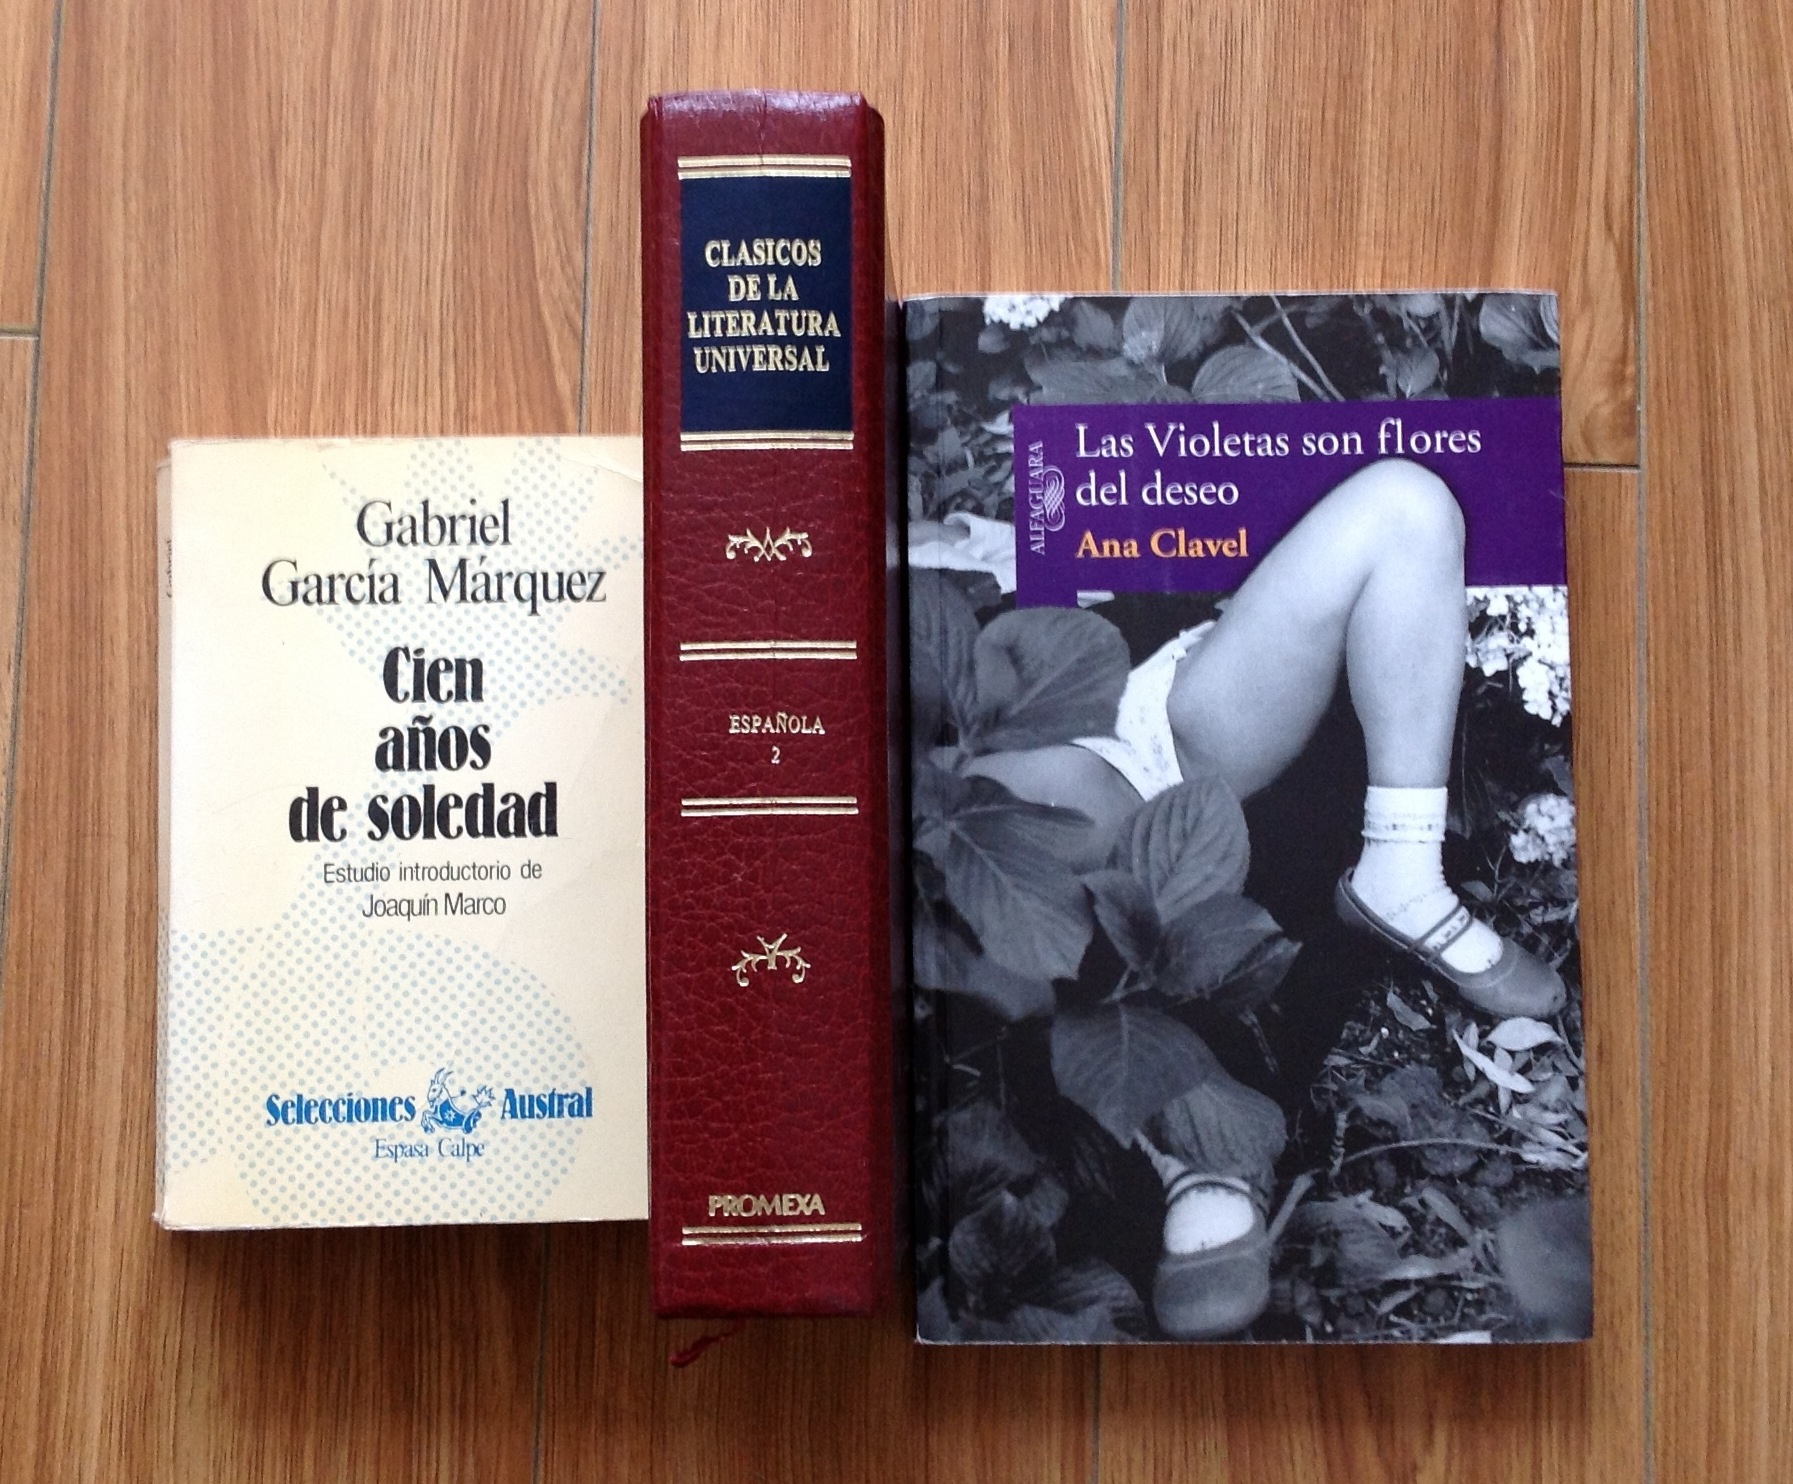 Gabriel
García Márquez
Cien
años
de soledad
Estudio introductorio de
Joaquín Marco
Selecciones Austral
Espasa Calpe
CLASICOS
DE LA
LITERATURA
UNIVERSAL
ESPAÑOLA
2
PROMEXA
ALFAGUARA
Las Violetas son flores
del deseo
Ana Clavel